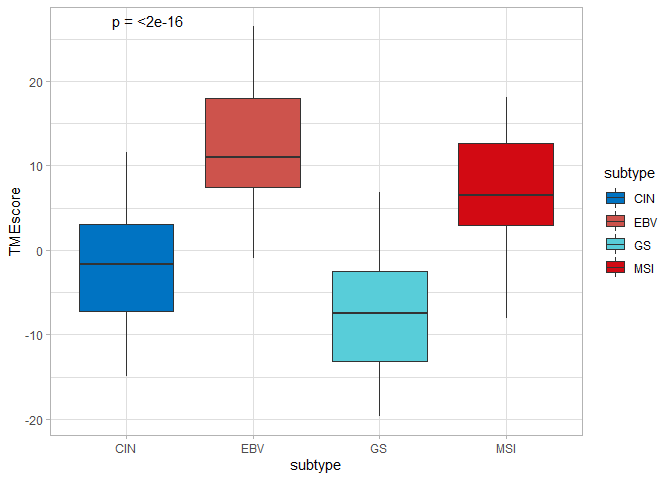 p = <2e-16
TMEscore
20
10
0
-10
-20
CIN
EBV
GS
MSI
subtype
subtype
CIN
EBV
GS
MSI